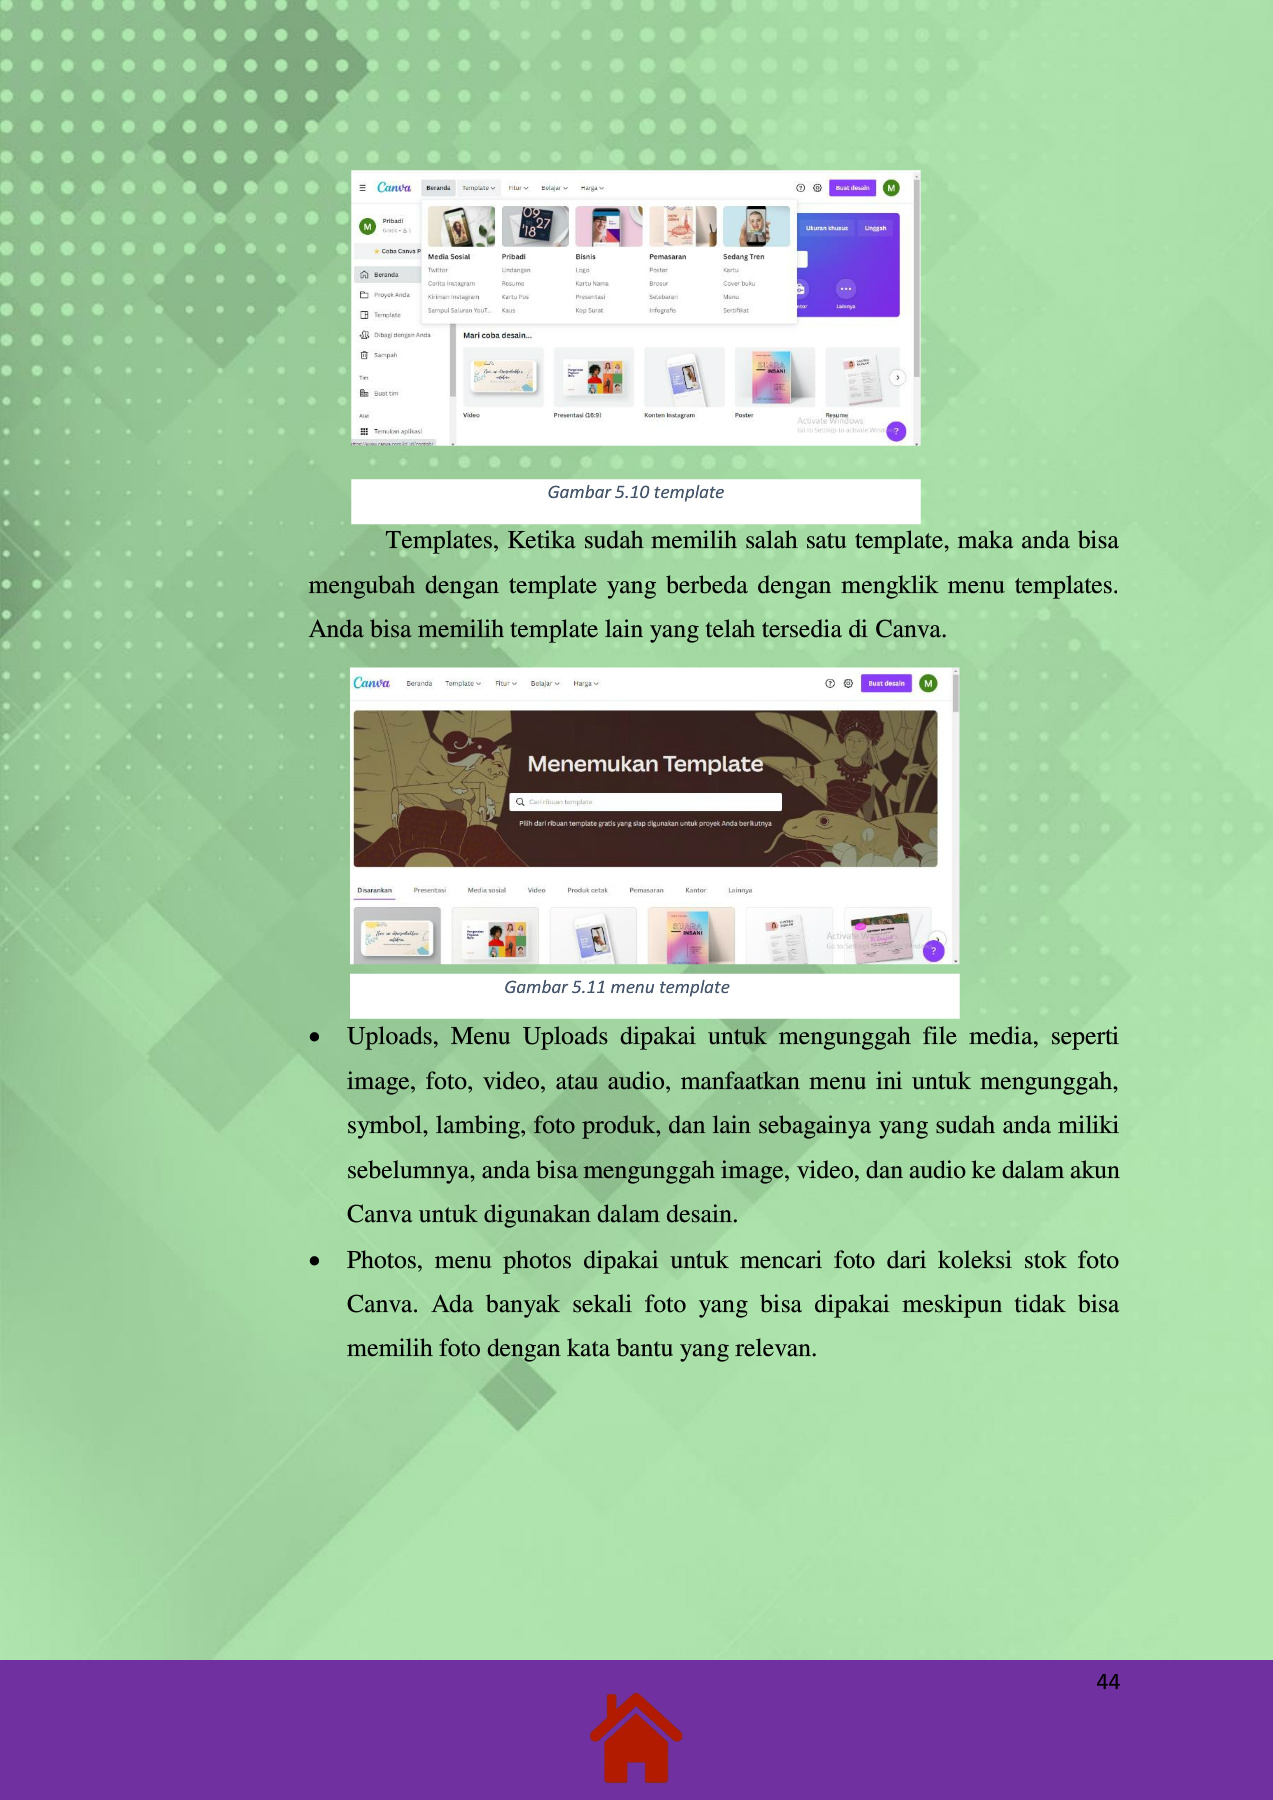 Canva Beranda Template Fitur Belajar Harga Buat desain M
M Pribadi
Coba Canva P
Beranda
Proyek Anda
Template
Dibagi dengan Anda
Sampah
Tim
Buat tim
Alat
Temukan aplikasi
Media Sosial Pribadi Bisnis Pemasaran Sedang Tren
Twitter Undangan Logo Poster Kartu
Cerita Instagram Resume Kartu Nama Brosur Cover buku
Kiriman Instagram Kartu Pos Presentasi Selebaran Menu
Sampul Saluran YouT... Kaus Kop Surat Infografis Sertifikat
Ukuran khusus Unggah
Lainnya
Mari coba desain...
Video Presentasi (16:9) Konten Instagram Poster Resume
Activate Windows
Gambar 5.10 template
Templates, Ketika sudah memilih salah satu template, maka anda bisa
mengubah dengan template yang berbeda dengan mengklik menu templates.
Anda bisa memilih template lain yang telah tersedia di Canva.
Canva Beranda Template Fitur Belajar Harga Buat desain M
Menemukan Template
Cari ribuan template
Pilih dari ribuan template gratis yang siap digunakan untuk proyek Anda berikutnya
Disarankan Presentasi Media sosial Video Produk cetak Pemasaran Kantor Lainnya
SUARA
INSANI
Gambar 5.11 menu template
• Uploads, Menu Uploads dipakai untuk mengunggah file media, seperti
image, foto, video, atau audio, manfaatkan menu ini untuk mengunggah,
symbol, lambing, foto produk, dan lain sebagainya yang sudah anda miliki
sebelumnya, anda bisa mengunggah image, video, dan audio ke dalam akun
Canva untuk digunakan dalam desain.
• Photos, menu photos dipakai untuk mencari foto dari koleksi stok foto
Canva. Ada banyak sekali foto yang bisa dipakai meskipun tidak bisa
memilih foto dengan kata bantu yang relevan.
44